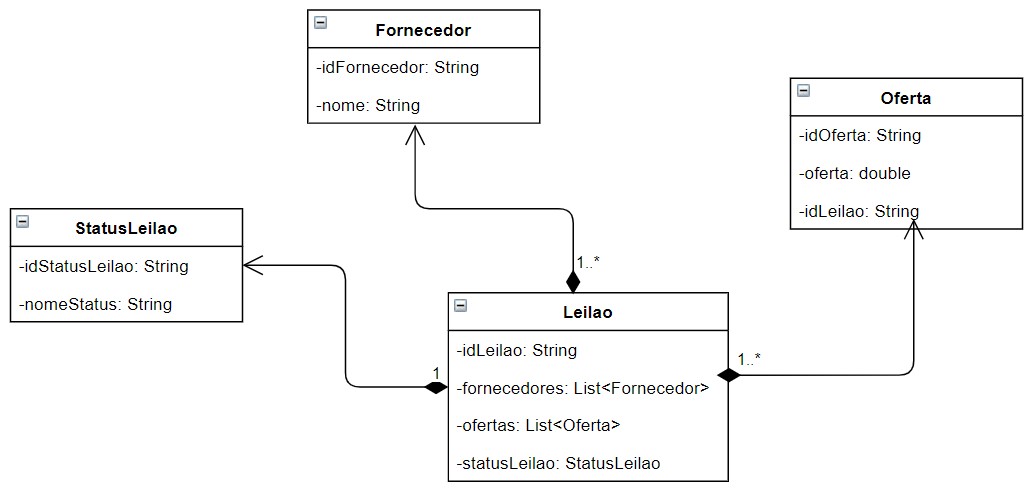 Fornecedor
-idFornecedor: String
-nome: String
Oferta
-idOferta: String
-oferta: double
-idLeilao: String
StatusLeilao
-idStatusLeilao: String
-nomeStatus: String
1..*
Leilao
-idLeilao: String
-fornecedores: List<Fornecedor>
-ofertas: List<Oferta>
-statusLeilao: StatusLeilao
1
1..*